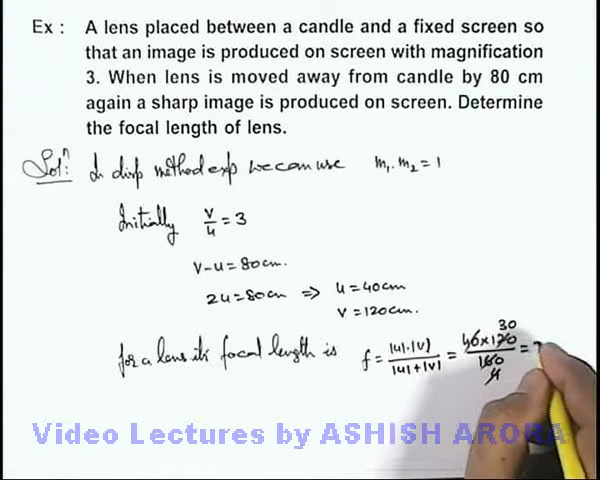 Ex : A lens placed between a candle and a fixed screen so
that an image is produced on screen with magnification
3. When lens is moved away from candle by 80 cm
again a sharp image is produced on screen. Determine
the focal length of lens.
Solⁿ In disp method exp we can use m₁.m₂=1
Initially v/u = 3
v-u = 80cm.
2u = 80cm ⇒ u = 40cm
v = 120cm.
for a lens its focal length is f = |u|.|v|/|u|+|v| = 40×120/160 =
30
4
Video Lectures by ASHISH ARORA